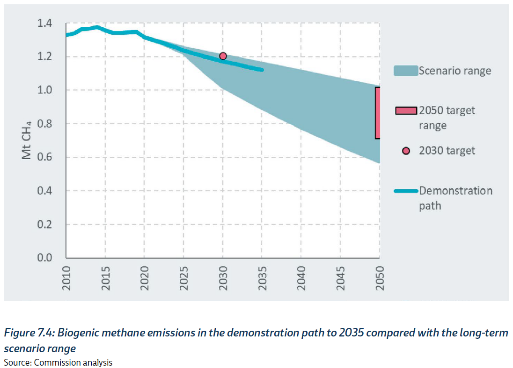 1.4
1.2
1.0
0.8
0.6
0.4
0.2
0.0
Mt CH₄
2010
2015
2020
2025
2030
2035
2040
2045
2050
Scenario range
2050 target
range
2030 target
Demonstration
path
Figure 7.4: Biogenic methane emissions in the demonstration path to 2035 compared with the long-term
scenario range
Source: Commission analysis